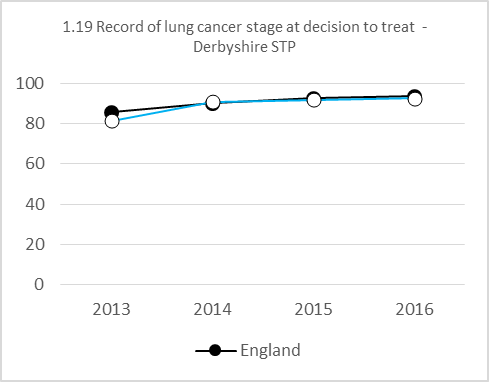 1.19 Record of lung cancer stage at decision to treat -
Derbyshire STP
100
80
60
40
20
0
2013 2014 2015 2016
England